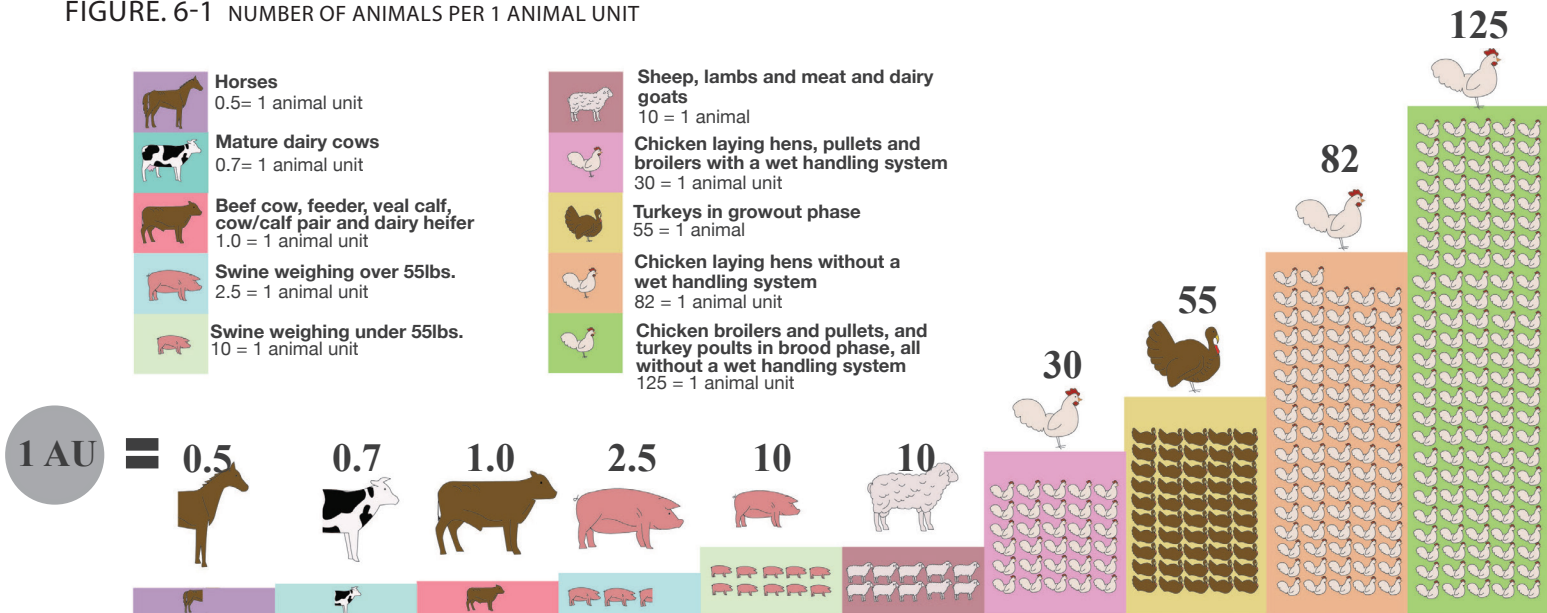 FIGURE. 6-1 NUMBER OF ANIMALS PER 1 ANIMAL UNIT
Horses
0.5= 1 animal unit
Mature dairy cows
0.7= 1 animal unit
Beef cow, feeder, veal calf,
cow/calf pair and dairy heifer
1.0 = 1 animal unit
Swine weighing over 55lbs.
2.5 = 1 animal unit
Swine weighing under 55lbs.
10 = 1 animal unit
Sheep, lambs and meat and dairy
goats
10 = 1 animal
Chicken laying hens, pullets and
broilers with a wet handling system
30 = 1 animal unit
Turkeys in growout phase
55 = 1 animal
Chicken laying hens without a
wet handling system
82 = 1 animal unit
Chicken broilers and pullets, and
turkey poults in brood phase, all
without a wet handling system
125 = 1 animal unit
1 AU = 0.5 0.7 1.0 2.5 10 10 30 55 82 125